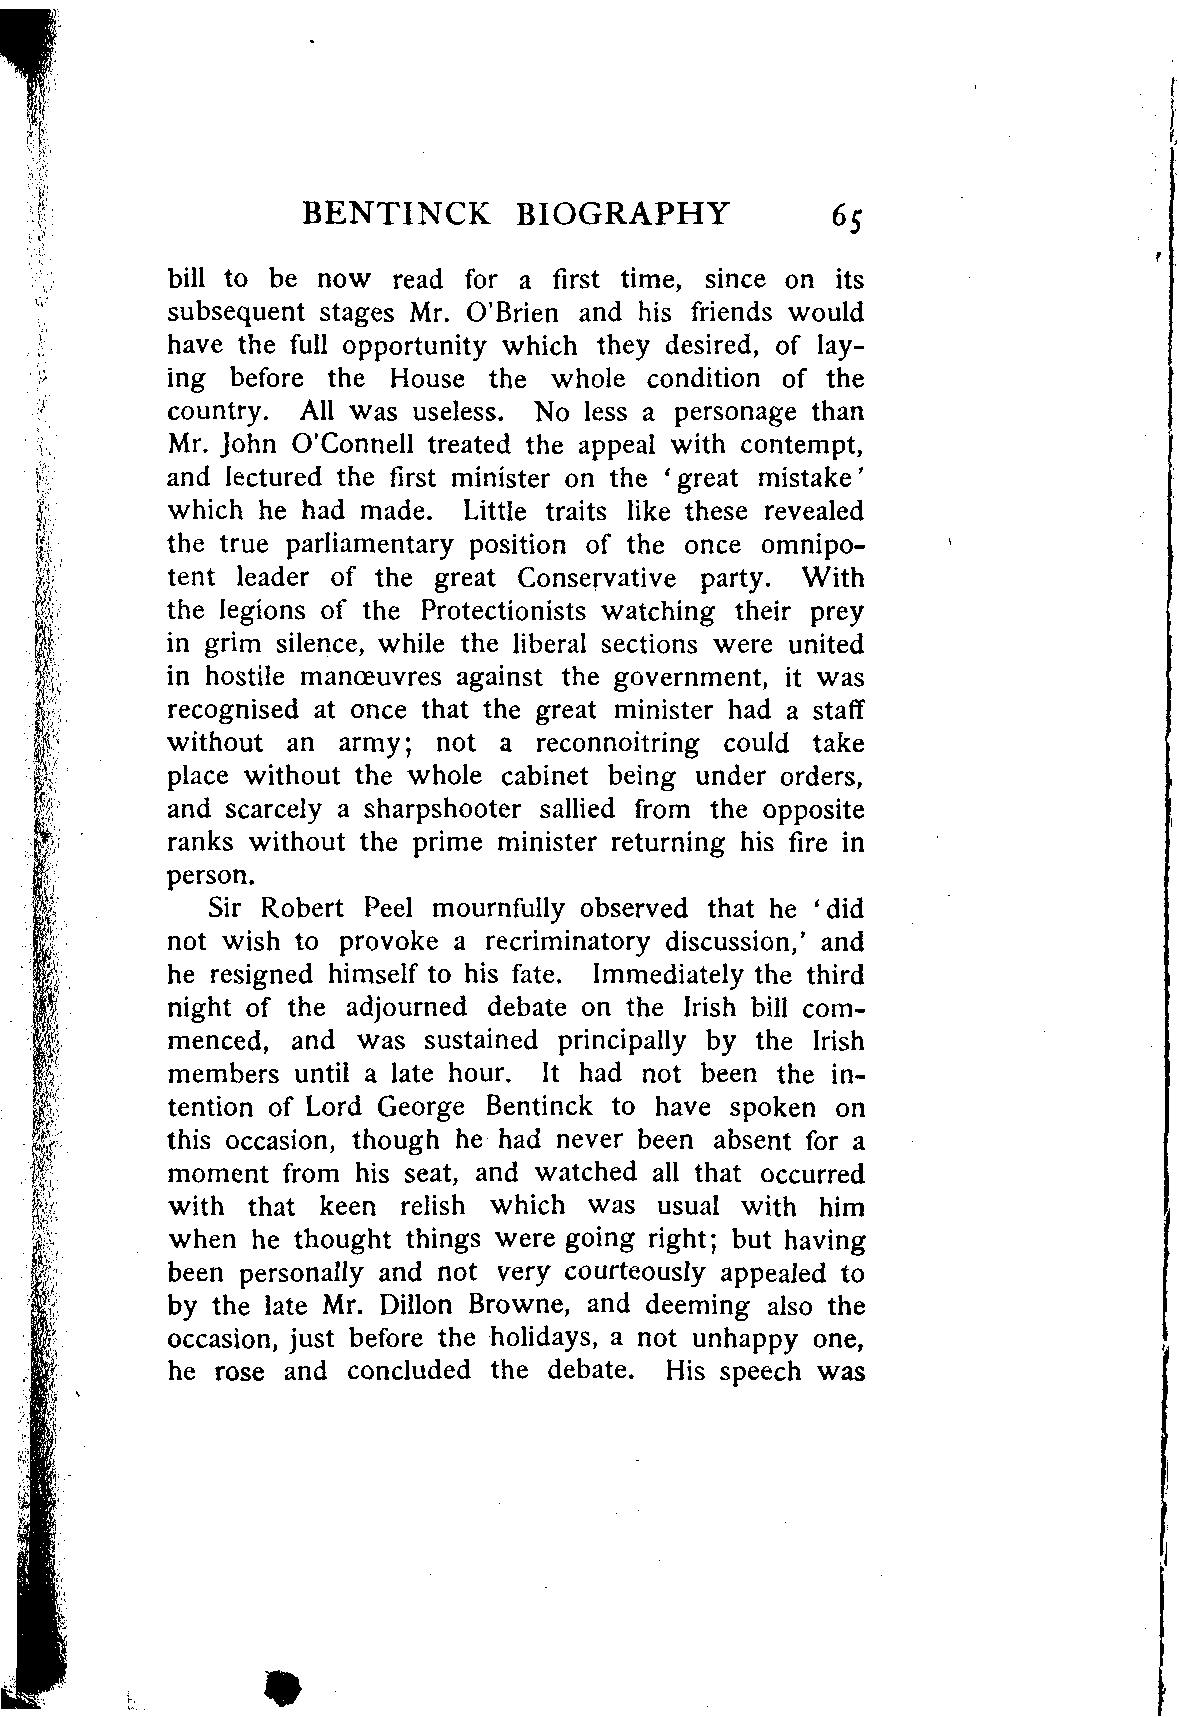 BENTINCK BIOGRAPHY 65
bill to be now read for a first time, since on its
subsequent stages Mr. O'Brien and his friends would
have the full opportunity which they desired, of lay-
ing before the House the whole condition of the
country. All was useless. No less a personage than
Mr. John O'Connell treated the appeal with contempt,
and lectured the first minister on the ‘great mistake’
which he had made. Little traits like these revealed
the true parliamentary position of the once omnipo-
tent leader of the great Conservative party. With
the legions of the Protectionists watching their prey
in grim silence, while the liberal sections were united
in hostile manœuvres against the government, it was
recognised at once that the great minister had a staff
without an army; not a reconnoitring could take
place without the whole cabinet being under orders,
and scarcely a sharpshooter sallied from the opposite
ranks without the prime minister returning his fire in
person.
Sir Robert Peel mournfully observed that he ‘did
not wish to provoke a recriminatory discussion,’ and
he resigned himself to his fate. Immediately the third
night of the adjourned debate on the Irish bill com-
menced, and was sustained principally by the Irish
members until a late hour. It had not been the in-
tention of Lord George Bentinck to have spoken on
this occasion, though he had never been absent for a
moment from his seat, and watched all that occurred
with that keen relish which was usual with him
when he thought things were going right; but having
been personally and not very courteously appealed to
by the late Mr. Dillon Browne, and deeming also the
occasion, just before the holidays, a not unhappy one,
he rose and concluded the debate. His speech was